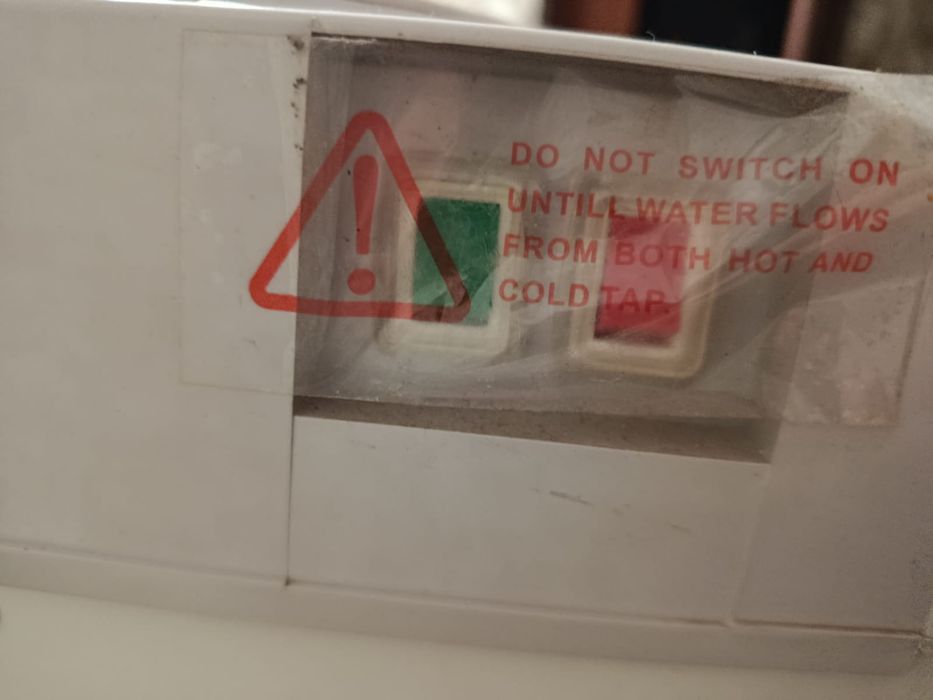 DO NOT SWITCH ON
UNTILL WATER FLOWS
FROM BOTH HOT AND
COLD TAP.